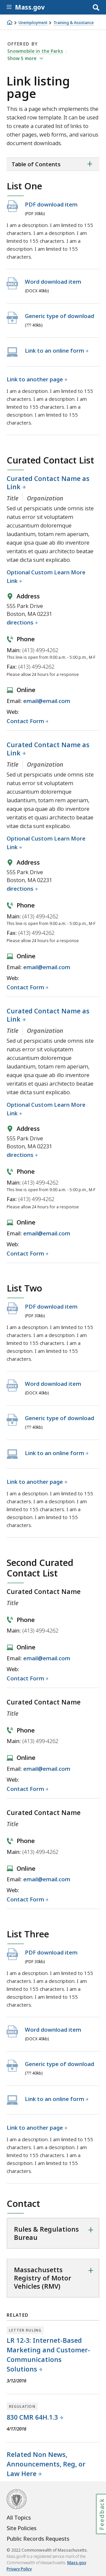 Mass.gov
Unemployment > Training & Assistance
OFFERED BY
Snowmobile in the Parks
Show 5 more
Link listing
page
This is a page which implements the
standard list of links to other
pages, which could be forms,
word documents, or various other
documents.
Table of Contents +
List One
PDF download item
(PDF 30kb)
I am a description. I am limited to 155
characters. I am a description. I am
limited to 155 characters. I am a
description. I am limited to 155
characters.
Word download item
(DOCX 40kb)
Generic type of download
(?? 40kb)
Link to an online form
Link to another page
I am a description. I am limited to 155
characters. I am a description. I am
limited to 155 characters. I am a
description. I am limited to 155
characters.
Curated Contact List
Curated Contact Name as
Link
Title | Organization
Sed ut perspiciatis unde omnis iste
natus error sit voluptatem
accusantium doloremque
laudantium, totam rem aperiam,
eaque ipsa quae ab illo inventore
veritatis et quasi architecto beatae
vitae dicta explicabo.
Optional Custom Learn More
Link
Address
555 Park Drive
Boston, MA 02231
directions
Phone
Main: (413) 499-4262
This line is open from 9:00 a.m. - 5:00 p.m., M-F
Fax: (413) 499-4262
Please allow 24 hours for a response
Online
Email: email@email.com
Web:
Contact Form
Curated Contact Name as
Link
Title | Organization
Sed ut perspiciatis unde omnis iste
natus error sit voluptatem
accusantium doloremque
laudantium, totam rem aperiam,
eaque ipsa quae ab illo inventore
veritatis et quasi architecto beatae
vitae dicta explicabo.
Optional Custom Learn More
Link
Address
555 Park Drive
Boston, MA 02231
directions
Phone
Main: (413) 499-4262
This line is open from 9:00 a.m. - 5:00 p.m., M-F
Fax: (413) 499-4262
Please allow 24 hours for a response
Online
Email: email@email.com
Web:
Contact Form
Curated Contact Name as
Link
Title | Organization
Sed ut perspiciatis unde omnis iste
natus error sit voluptatem
accusantium doloremque
laudantium, totam rem aperiam,
eaque ipsa quae ab illo inventore
veritatis et quasi architecto beatae
vitae dicta explicabo.
Optional Custom Learn More
Link
Address
555 Park Drive
Boston, MA 02231
directions
Phone
Main: (413) 499-4262
This line is open from 9:00 a.m. - 5:00 p.m., M-F
Fax: (413) 499-4262
Please allow 24 hours for a response
Online
Email: email@email.com
Web:
Contact Form
List Two
PDF download item
(PDF 30kb)
I am a description. I am limited to 155
characters. I am a description. I am
limited to 155 characters. I am a
description. I am limited to 155
characters.
Word download item
(DOCX 40kb)
Generic type of download
(?? 40kb)
Link to an online form
Link to another page
I am a description. I am limited to 155
characters. I am a description. I am
limited to 155 characters. I am a
description. I am limited to 155
characters.
Second Curated
Contact List
Curated Contact Name
Title
Phone
Main: (413) 499-4262
Online
Email: email@email.com
Web:
Contact Form
Curated Contact Name
Title
Phone
Main: (413) 499-4262
Online
Email: email@email.com
Web:
Contact Form
Curated Contact Name
Title
Phone
Main: (413) 499-4262
Online
Email: email@email.com
Web:
Contact Form
List Three
PDF download item
(PDF 30kb)
I am a description. I am limited to 155
characters. I am a description. I am
limited to 155 characters. I am a
description. I am limited to 155
characters.
Word download item
(DOCX 40kb)
Generic type of download
(?? 40kb)
Link to an online form
Link to another page
I am a description. I am limited to 155
characters. I am a description. I am
limited to 155 characters. I am a
description. I am limited to 155
characters.
Contact
Rules & Regulations
Bureau +
Massachusetts
Registry of Motor
Vehicles (RMV) +
RELATED
LETTER RULING
LR 12-3: Internet-Based
Marketing and Customer-
Communications
Solutions
3/12/2016
REGULATION
830 CMR 64H.1.3
4/17/2016
Related Non News,
Announcements, Reg, or
Law Here
Feedback
All Topics
Site Policies
Public Records Requests
© 2022 Commonwealth of Massachusetts.
Mass.gov® is a registered service mark of the
Commonwealth of Massachusetts. Mass.gov
Privacy Policy